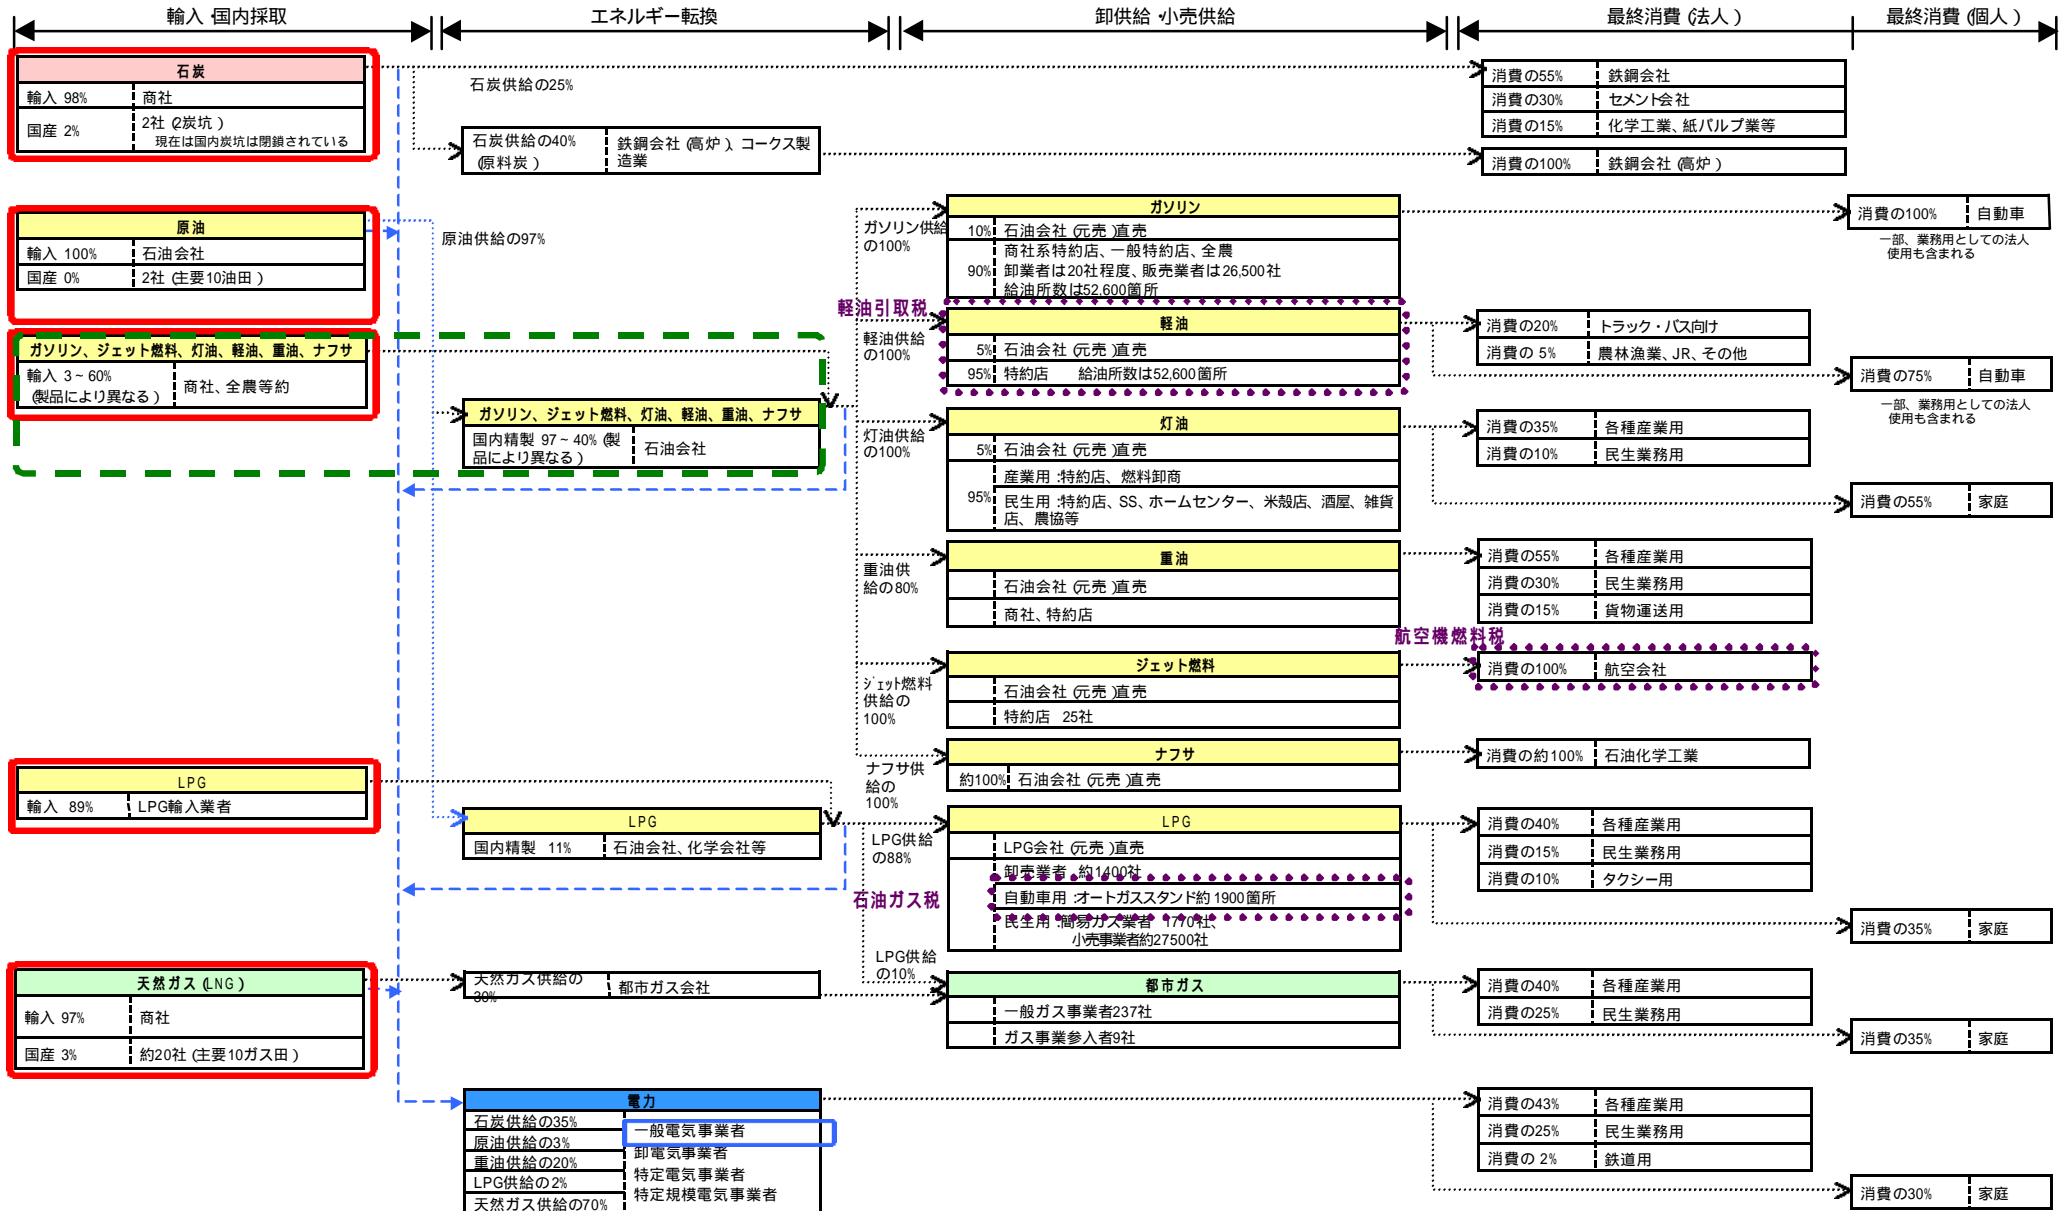 輸入・国内採取
エネルギー転換
卸供給・小売供給
最終消費(法人)
最終消費(個人)
石炭
輸入 98% 商社
国産 2% 2社(2炭坑)
現在は国内炭坑は閉鎖されている
石炭供給の25%
石炭供給の40%
(原料炭)
鉄鋼会社(高炉)、コークス製
造業
消費の55% 鉄鋼会社
消費の30% セメント会社
消費の15% 化学工業、紙パルプ業等
消費の100% 鉄鋼会社(高炉)
原油
輸入 100% 石油会社
国産 0% 2社(主要10油田)
原油供給の97%
ガソリン、ジェット燃料、灯油、軽油、重油、ナフサ
輸入 3~60%
(製品により異なる)
商社、全農等約
ガソリン、ジェット燃料、灯油、軽油、重油、ナフサ
国内精製 97~40%(製
品により異なる)
石油会社
ガソリン供給
の100%
ガソリン
10% 石油会社(元売)直売
商社系特約店、一般特約店、全農
90% 卸業者は20社程度、販売業者は26,500社
給油所数は52,600箇所
消費の100% 自動車
一部、業務用としての法人
使用も含まれる
軽油引取税
軽油供給
の100%
軽油
5% 石油会社(元売)直売
95% 特約店 給油所数は52,600箇所
消費の20% トラック・バス向け
消費の 5% 農林漁業、JR、その他
消費の75% 自動車
一部、業務用としての法人
使用も含まれる
灯油供給
の100%
灯油
5% 石油会社(元売)直売
産業用:特約店、燃料卸商
95%
民生用:特約店、SS、ホームセンター、米殻店、酒屋、雑貨
店、農協等
消費の35% 各種産業用
消費の10% 民生業務用
消費の55% 家庭
重油供
給の80%
重油
石油会社(元売)直売
商社、特約店
消費の55% 各種産業用
消費の30% 民生業務用
消費の15% 貨物運送用
航空機燃料税
ジェット燃料
供給の
100%
ジェット燃料
石油会社(元売)直売
特約店 25社
消費の100% 航空会社
ナフサ供
給の
100%
ナフサ
約100% 石油会社(元売)直売
消費の約100% 石油化学工業
LPG
輸入 89% LPG輸入業者
LPG
国内精製 11% 石油会社、化学会社等
LPG供給
の88%
石油ガス税
LPG
LPG会社(元売)直売
卸売業者 約1400社
自動車用:オートガススタンド約1900箇所
民生用:簡易ガス業者 1770社、
小売事業者約27500社
消費の40% 各種産業用
消費の15% 民生業務用
消費の10% タクシー用
消費の35% 家庭
LPG供給
の10%
天然ガス(LNG)
輸入 97% 商社
国産 3% 約20社(主要10ガス田)
天然ガス供給の
30%
都市ガス会社
都市ガス
一般ガス事業者237社
ガス事業参入者9社
消費の40% 各種産業用
消費の25% 民生業務用
消費の35% 家庭
電力
石炭供給の35%
原油供給の3%
重油供給の20%
LPG供給の2%
天然ガス供給の70%
一般電気事業者
卸電気事業者
特定電気事業者
特定規模電気事業者
消費の43% 各種産業用
消費の25% 民生業務用
消費の 2% 鉄道用
消費の30% 家庭